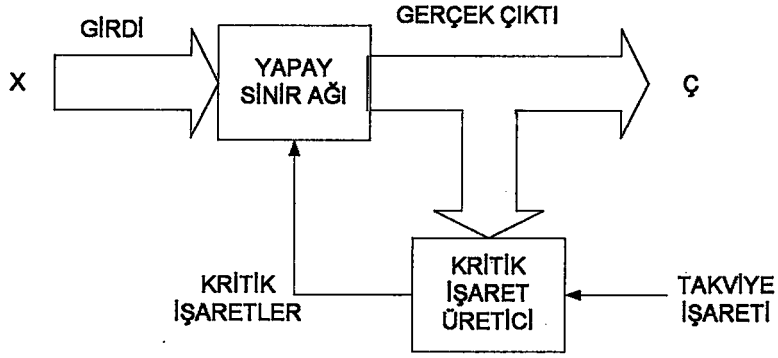 GİRDİ
GERÇEK ÇIKTI
X
YAPAY
SİNİR AĞI
Ç
KRİTİK
İŞARETLER
KRİTİK
İŞARET
ÜRETİCİ
TAKVİYE
İŞARETİ